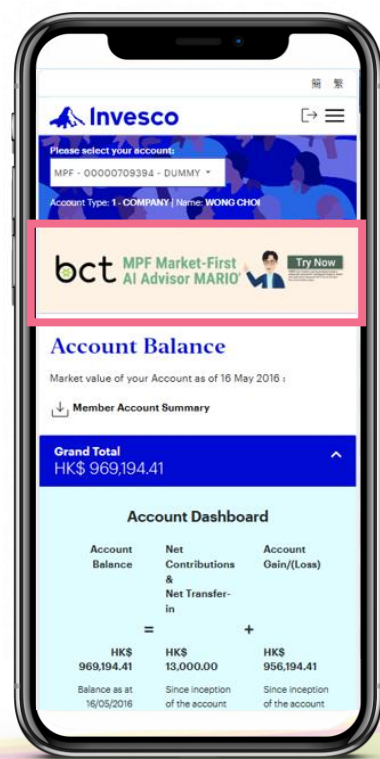 簡 繁
Invesco
Please select your account:
MPF - 00000709394 - DUMMY
Account Type: 1 - COMPANY | Name: WONG CHOI
bct MPF Market-First
AI Advisor MARIO
Try Now
Account Balance
Market value of your Account as of 16 May 2016 :
Member Account Summary
Grand Total
HK$ 969,194.41
Account Dashboard
Account Balance
Net Contributions & Net Transfer-in
Account Gain/(Loss)
= +
HK$ 969,194.41
HK$ 13,000.00
HK$ 956,194.41
Balance as at 16/05/2016
Since inception of the account
Since inception of the account